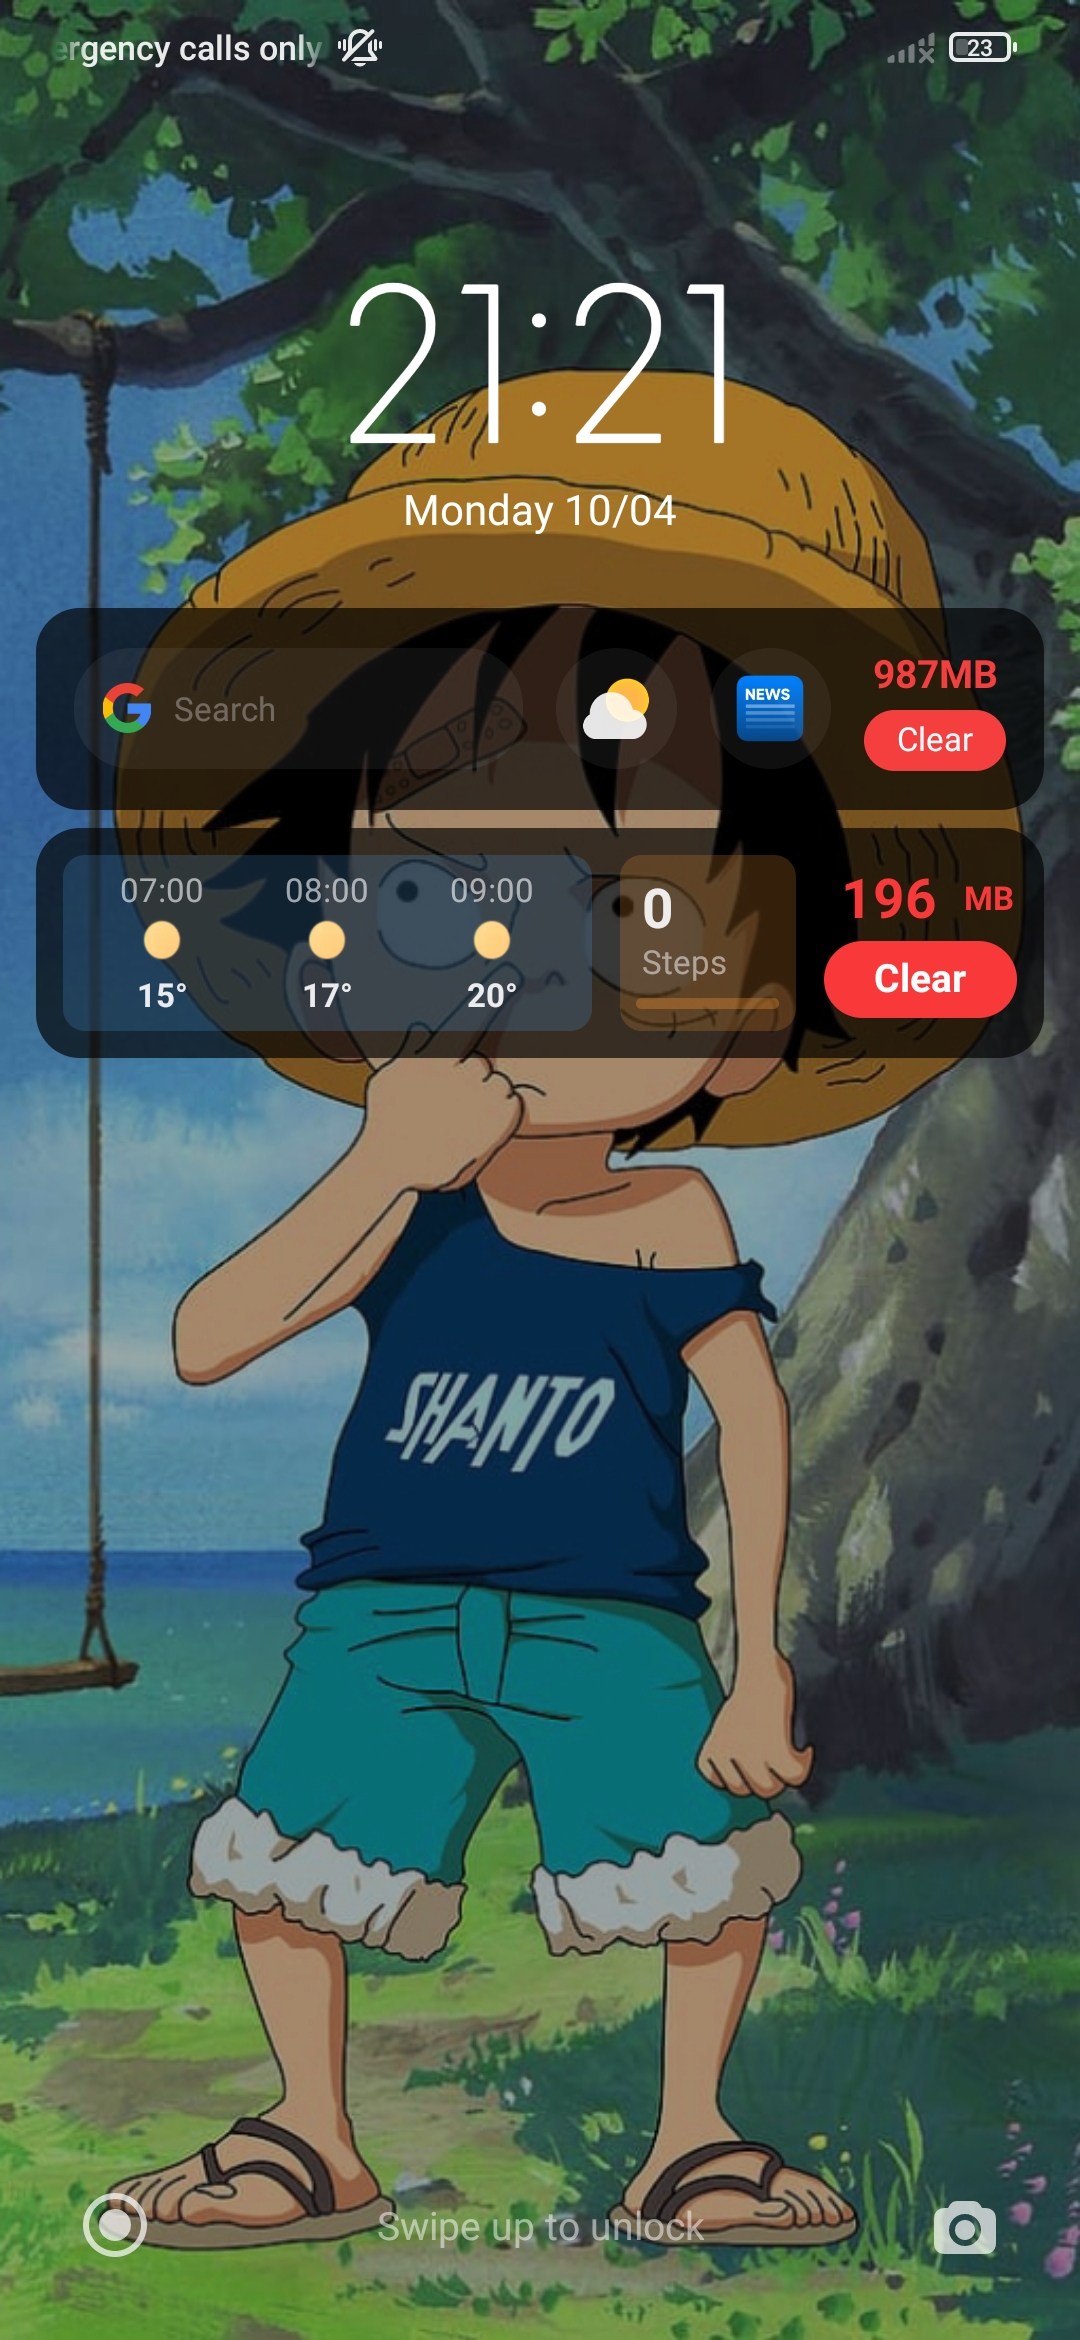 ergency calls only
23
21:21
Monday 10/04
Search
NEWS
987MB
Clear
07:00 08:00 09:00
15° 17° 20°
0
Steps
196 MB
Clear
SHANTO
Swipe up to unlock